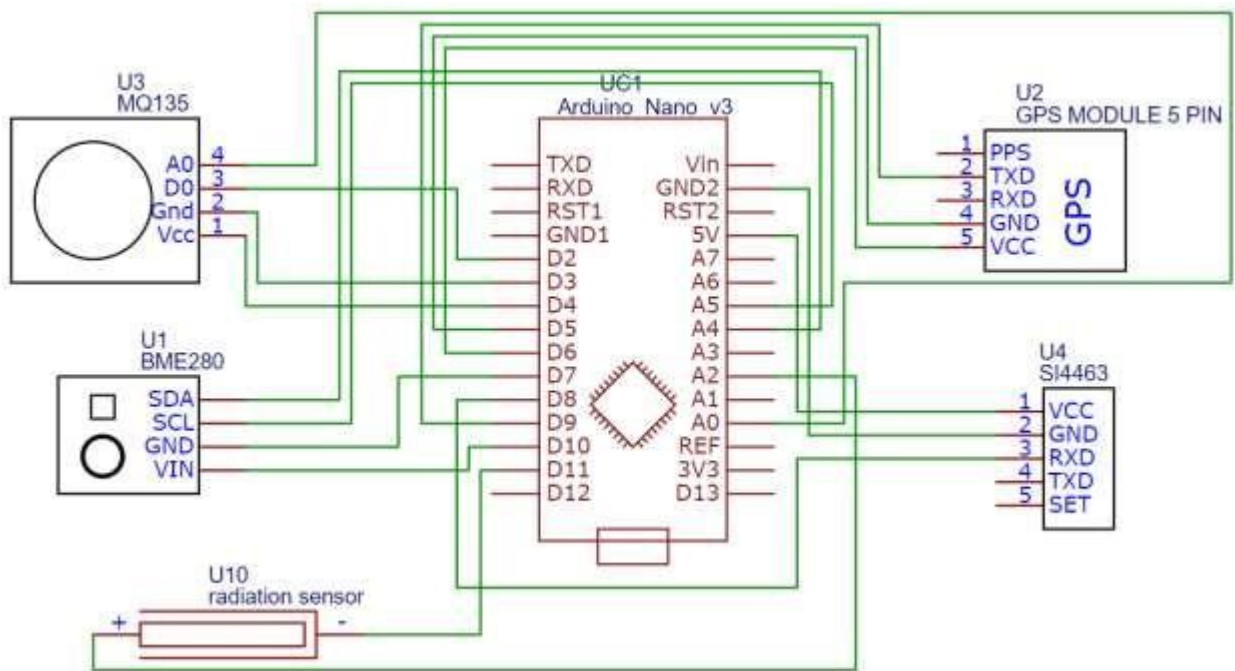 U3
MQ135
A0 4
D0 3
Gnd 2
Vcc 1
U1
BME280
SDA
SCL
GND
VIN
UC1
Arduino Nano v3
TXD
RXD
RST1
GND1
D2
D3
D4
D5
D6
D7
D8
D9
D10
D11
D12
Vin
GND2
RST2
5V
A7
A6
A5
A4
A3
A2
A1
A0
REF
3V3
D13
U2
GPS MODULE 5 PIN
1 PPS
2 TXD
3 RXD
4 GND
5 VCC
GPS
U4
SI4463
1 VCC
2 GND
3 RXD
4 TXD
5 SET
U10
radiation sensor
+ -